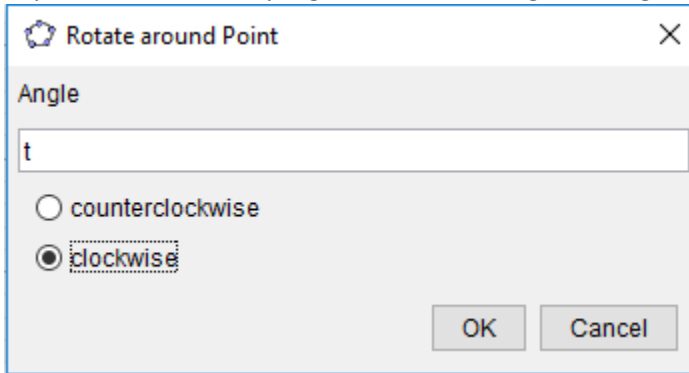 Rotate around Point
Angle
t
counterclockwise
clockwise
OK Cancel